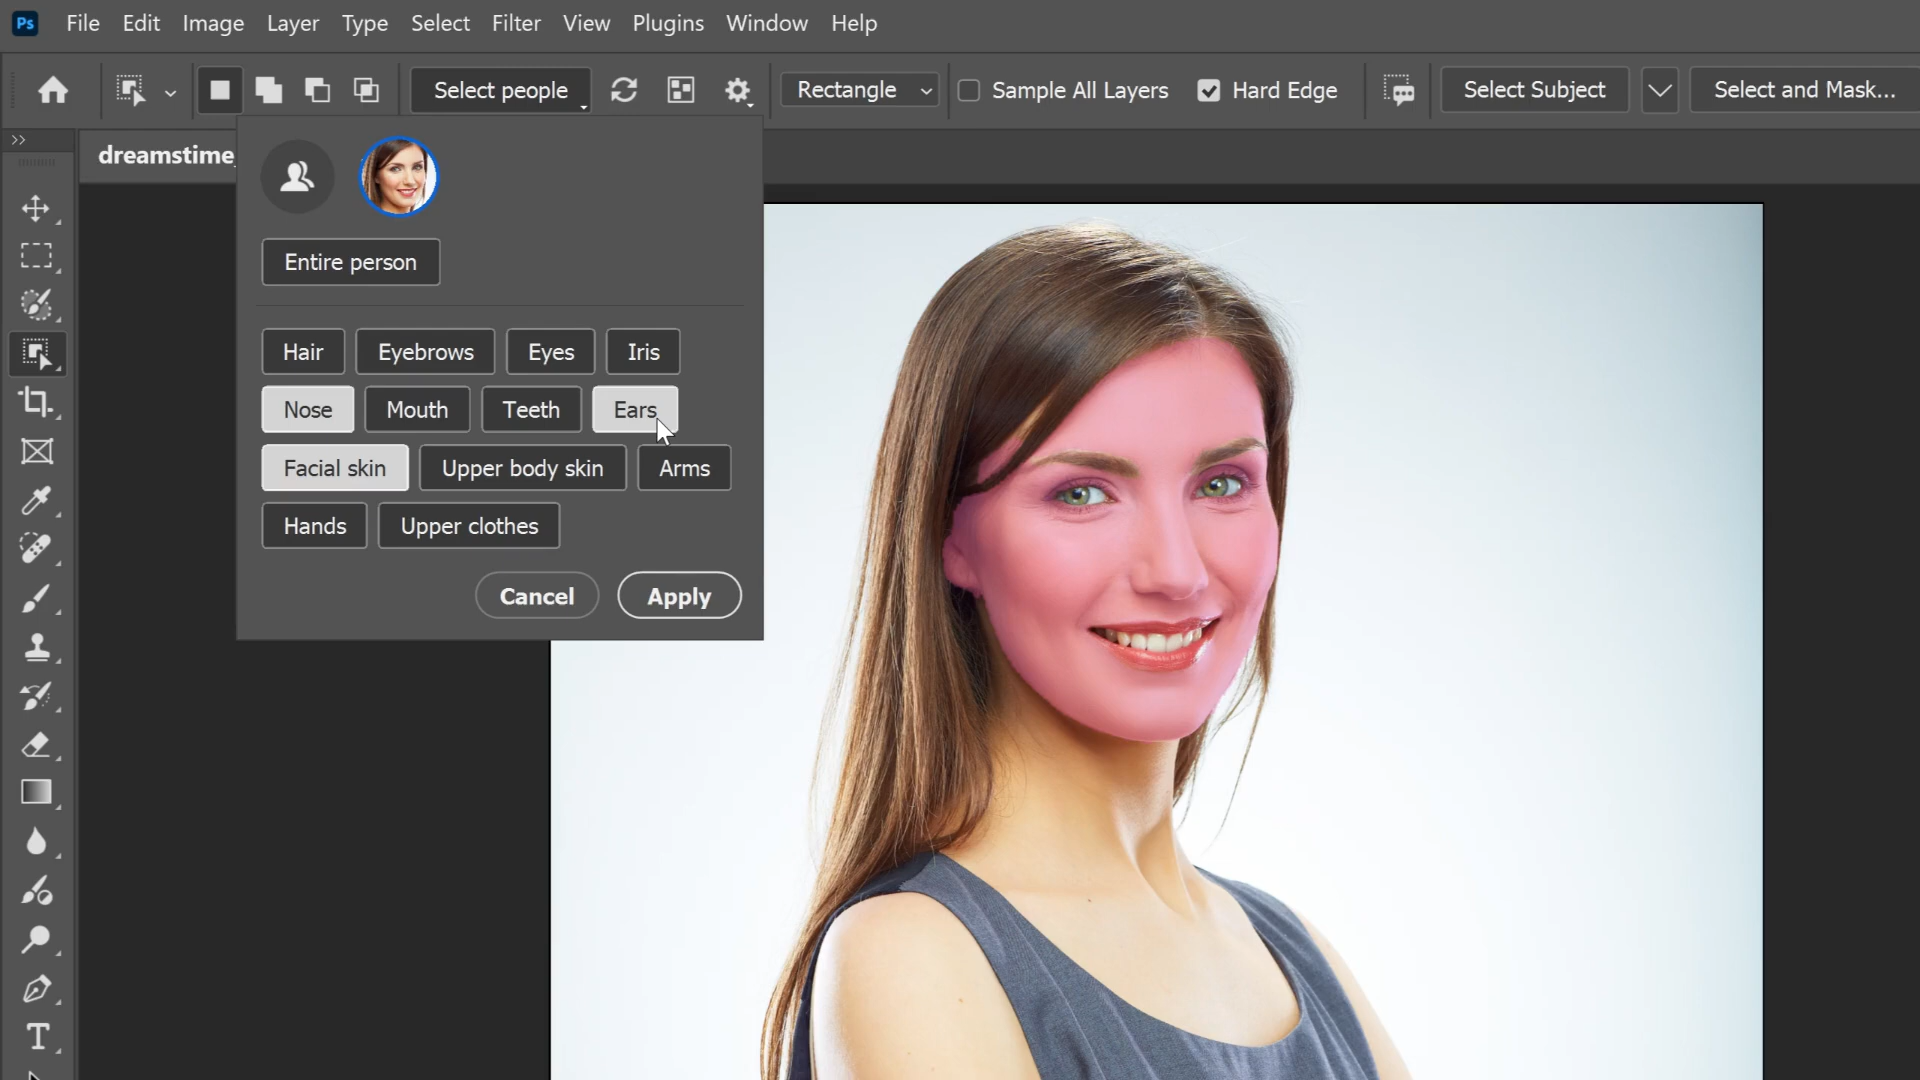 Ps File Edit Image Layer Type Select Filter View Plugins Window Help
Select people Rectangle Sample All Layers Hard Edge Select Subject Select and Mask...
dreamstime_
Entire person
Hair Eyebrows Eyes Iris
Nose Mouth Teeth Ears
Facial skin Upper body skin Arms
Hands Upper clothes
Cancel Apply